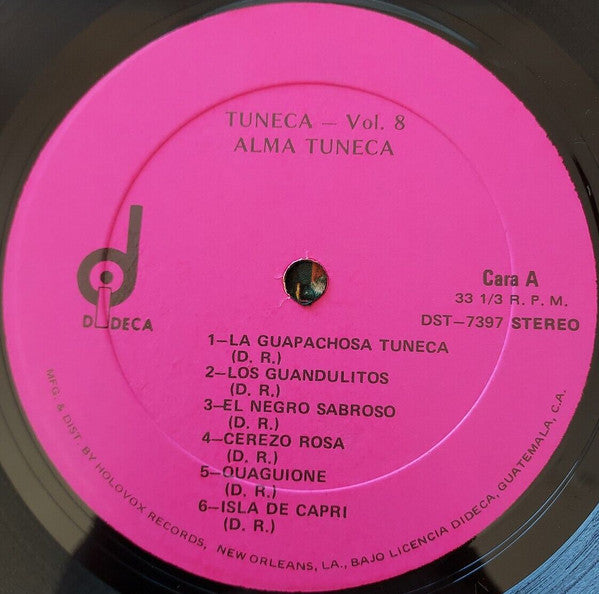 TUNECA — Vol. 8
ALMA TUNECA
d
DIDECA
Cara A
33 1/3 R. P. M.
DST—7397 STEREO
1—LA GUAPACHOSA TUNECA
(D. R.)
2—LOS GUANDULITOS
(D. R.)
3—EL NEGRO SABROSO
(D. R.)
4—CEREZO ROSA
(D. R.)
5—OUAGUIONE
(D. R.)
6—ISLA DE CAPRI
(D. R.)
MFG. & DIST. BY HOLOVOX RECORDS, NEW ORLEANS, LA., BAJO LICENCIA DIDECA, GUATEMALA, C.A.